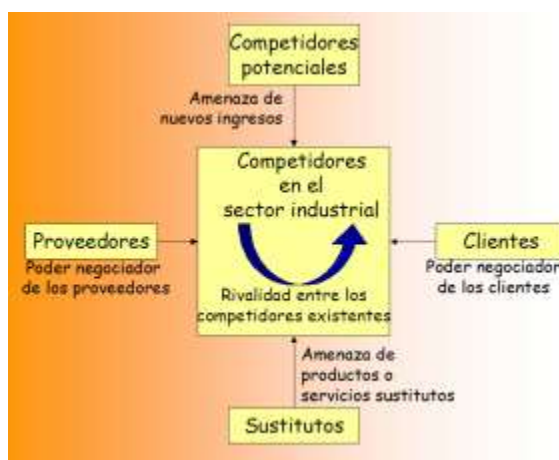 Competidores
potenciales
Amenaza de
nuevos ingresos
Competidores
en el
sector industrial
Proveedores
Poder negociador
de los proveedores
Clientes
Poder negociador
de los clientes
Rivalidad entre los
competidores existentes
Amenaza de
productos o
servicios sustitutos
Sustitutos